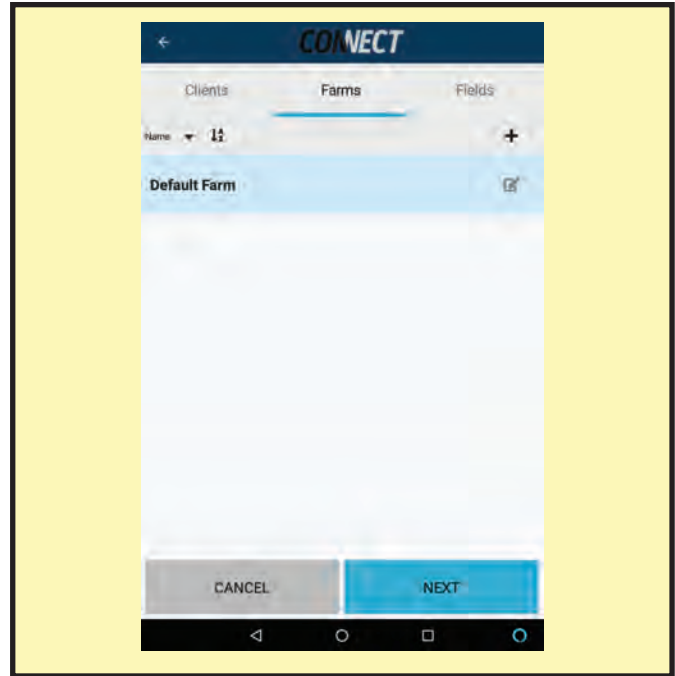 CONNECT
Clients Farms Fields
Name
Default Farm
CANCEL NEXT